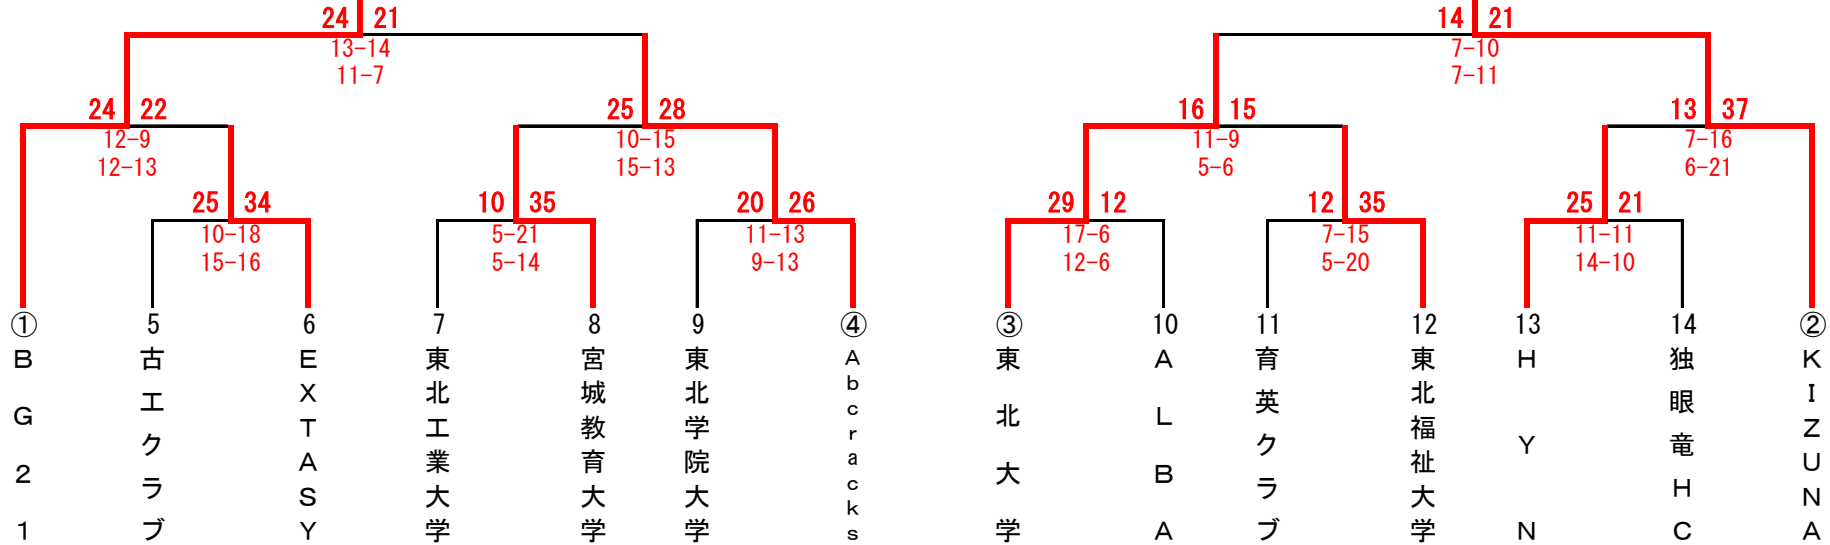 24 21 14 21
13−14 7−10
11−7 7−11
24 22 25 28 16 15 13 37
12−9 10−15 11−9 7−16
12−13 15−13 5−6 6−21
25 34 10 35 20 26 29 12 12 35 25 21
10−18 5−21 11−13 17−6 7−15 11−11
15−16 5−14 9−13 12−6 5−20 14−10
① 5 6 7 8 9 ④ ③ 10 11 12 13 14 ②
BG21
古エクラブ
EXTASY
東北工業大学
宮城教育大学
東北学院大学
Abcracks
東北大学
ALBA
育英クラブ
東北福祉大学
HYN
独眼竜HC
KIZUNA